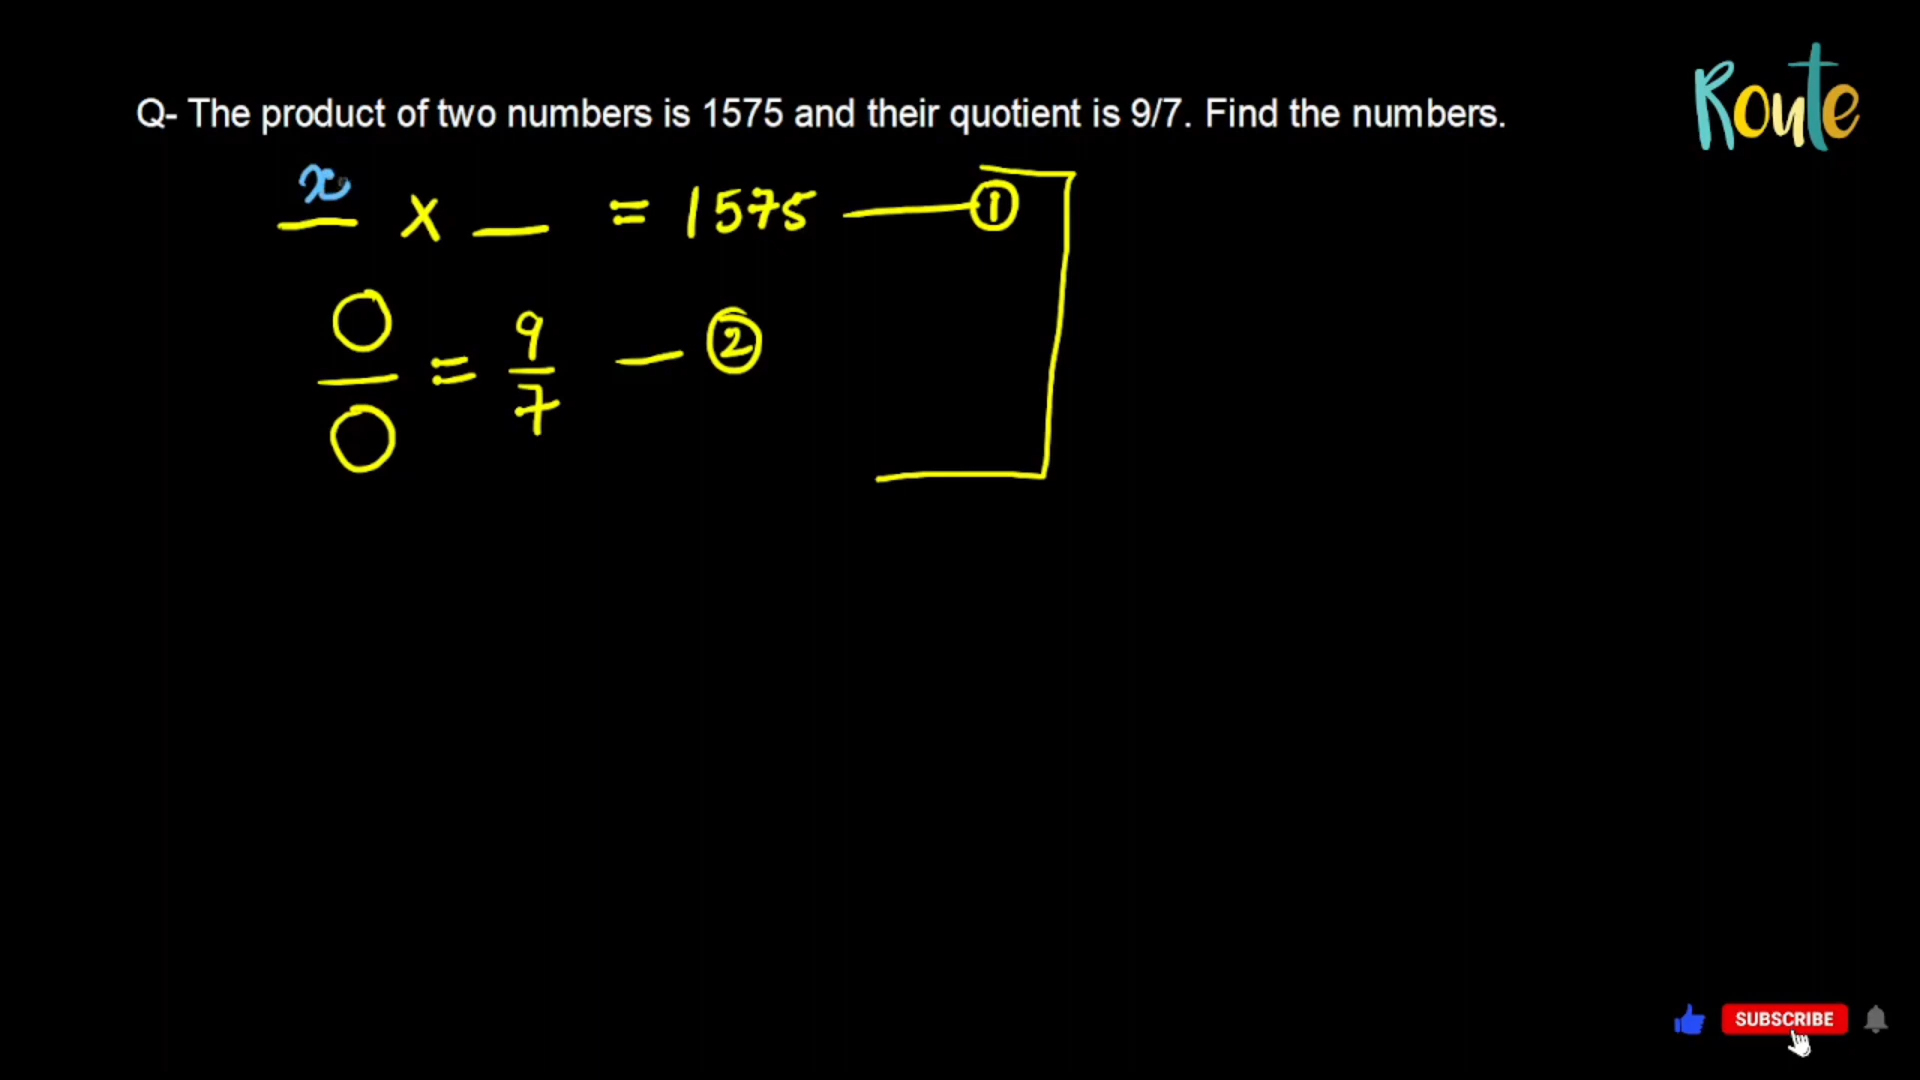 Route
Q- The product of two numbers is 1575 and their quotient is 9/7. Find the numbers.
x × __ = 1575 — ①
O/O = 9/7 — ②
SUBSCRIBE